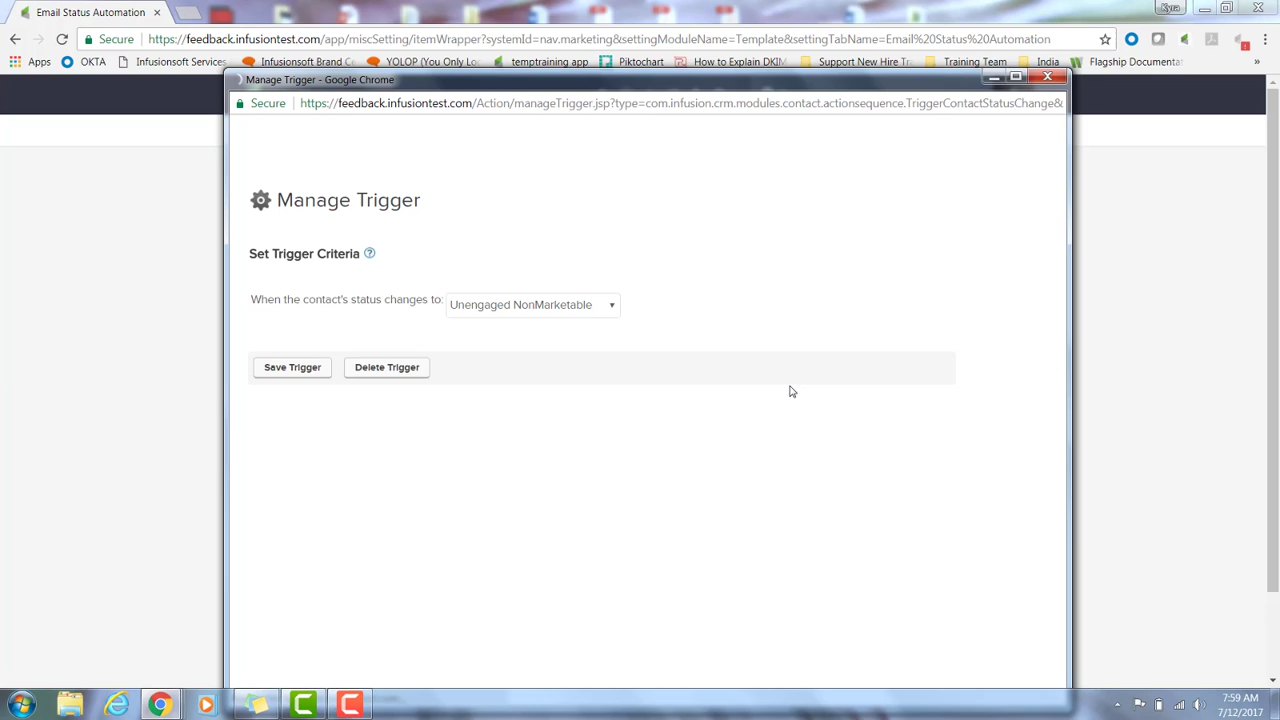 Email Status Automation
Kyra
Secure
https://feedback.infusiontest.com/app/miscSetting/itemWrapper?systemId=nav.marketing&settingModuleName=Template&settingTabName=Email%20Status%20Automation
Apps
OKTA
Infusionsoft Services
Infusionsoft Brand C
YOLOP (You Only Lo
temptraining app
Piktochart
How to Explain DKIM
Support New Hire Tr
Training Team
India
Flagship Documentat
»
Manage Trigger - Google Chrome
Secure
https://feedback.infusiontest.com/Action/manageTrigger.jsp?type=com.infusion.crm.modules.contact.actionsequence.TriggerContactStatusChange&
Manage Trigger
Set Trigger Criteria ?
When the contact's status changes to: Unengaged NonMarketable
Save Trigger
Delete Trigger
7:59 AM
7/12/2017